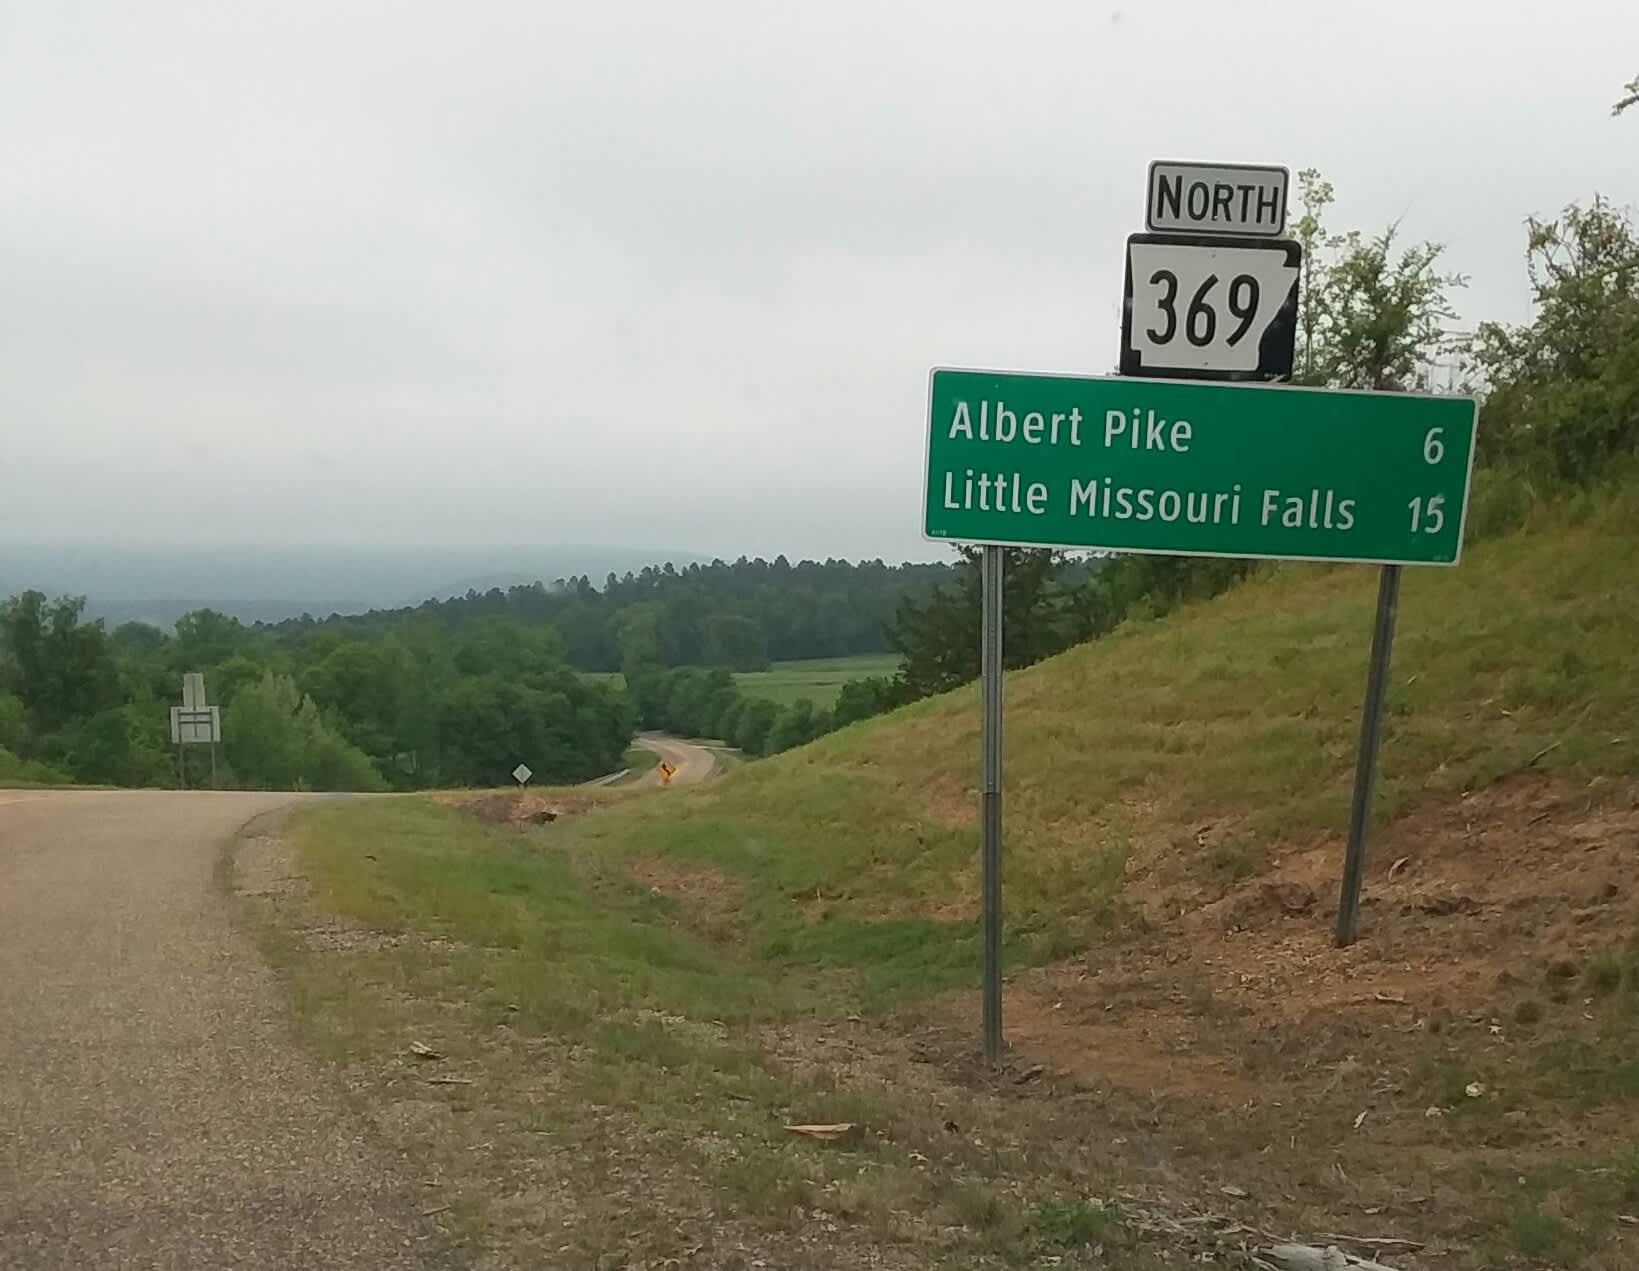 NORTH
369
Albert Pike 6
Little Missouri Falls 15